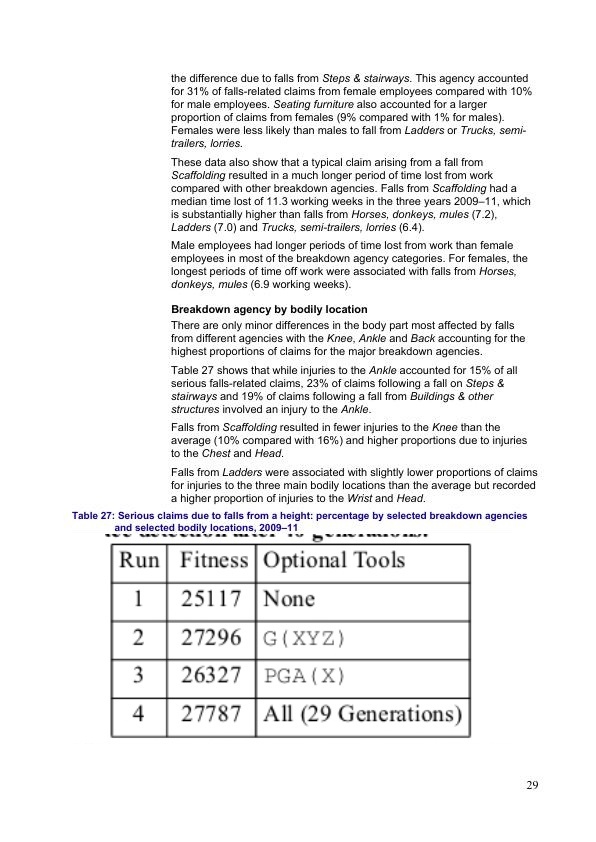 the difference due to falls from Steps & stairways. This agency accounted
for 31% of falls-related claims from female employees compared with 10%
for male employees. Seating furniture also accounted for a larger
proportion of claims from females (9% compared with 1% for males).
Females were less likely than males to fall from Ladders or Trucks, semi-
trailers, lorries.
These data also show that a typical claim arising from a fall from
Scaffolding resulted in a much longer period of time lost from work
compared with other breakdown agencies. Falls from Scaffolding had a
median time lost of 11.3 working weeks in the three years 2009–11, which
is substantially higher than falls from Horses, donkeys, mules (7.2),
Ladders (7.0) and Trucks, semi-trailers, lorries (6.4).
Male employees had longer periods of time lost from work than female
employees in most of the breakdown agency categories. For females, the
longest periods of time off work were associated with falls from Horses,
donkeys, mules (6.9 working weeks).
Breakdown agency by bodily location
There are only minor differences in the body part most affected by falls
from different agencies with the Knee, Ankle and Back accounting for the
highest proportions of claims for the major breakdown agencies.
Table 27 shows that while injuries to the Ankle accounted for 15% of all
serious falls-related claims, 23% of claims following a fall on Steps &
stairways and 19% of claims following a fall from Buildings & other
structures involved an injury to the Ankle.
Falls from Scaffolding resulted in fewer injuries to the Knee than the
average (10% compared with 16%) and higher proportions due to injuries
to the Chest and Head.
Falls from Ladders were associated with slightly lower proportions of claims
for injuries to the three main bodily locations than the average but recorded
a higher proportion of injuries to the Wrist and Head.
Table 27: Serious claims due to falls from a height: percentage by selected breakdown agencies
and selected bodily locations, 2009–11
detection after 40 generations.
Run Fitness Optional Tools
1 25117 None
2 27296 G(XYZ)
3 26327 PGA(X)
4 27787 All (29 Generations)
29